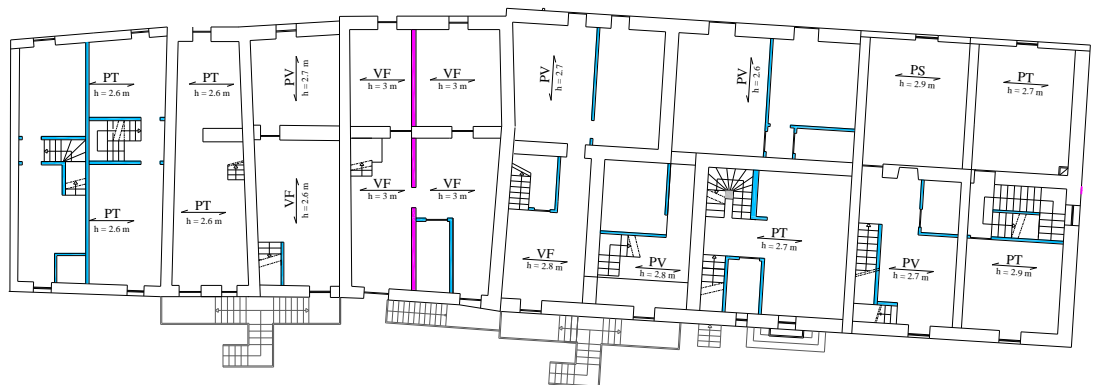 PT
h = 2.6 m
PT
h = 2.6 m
PV
h = 2.7 m
VF
h = 3 m
VF
h = 3 m
PV
h = 2.7
PV
h = 2.6
PS
h = 2.9 m
PT
h = 2.7 m
PT
h = 2.6 m
PT
h = 2.6 m
VF
h = 2.6 m
VF
h = 3 m
VF
h = 3 m
VF
h = 2.8 m
PV
h = 2.8 m
PT
h = 2.7 m
PV
h = 2.7 m
PT
h = 2.9 m